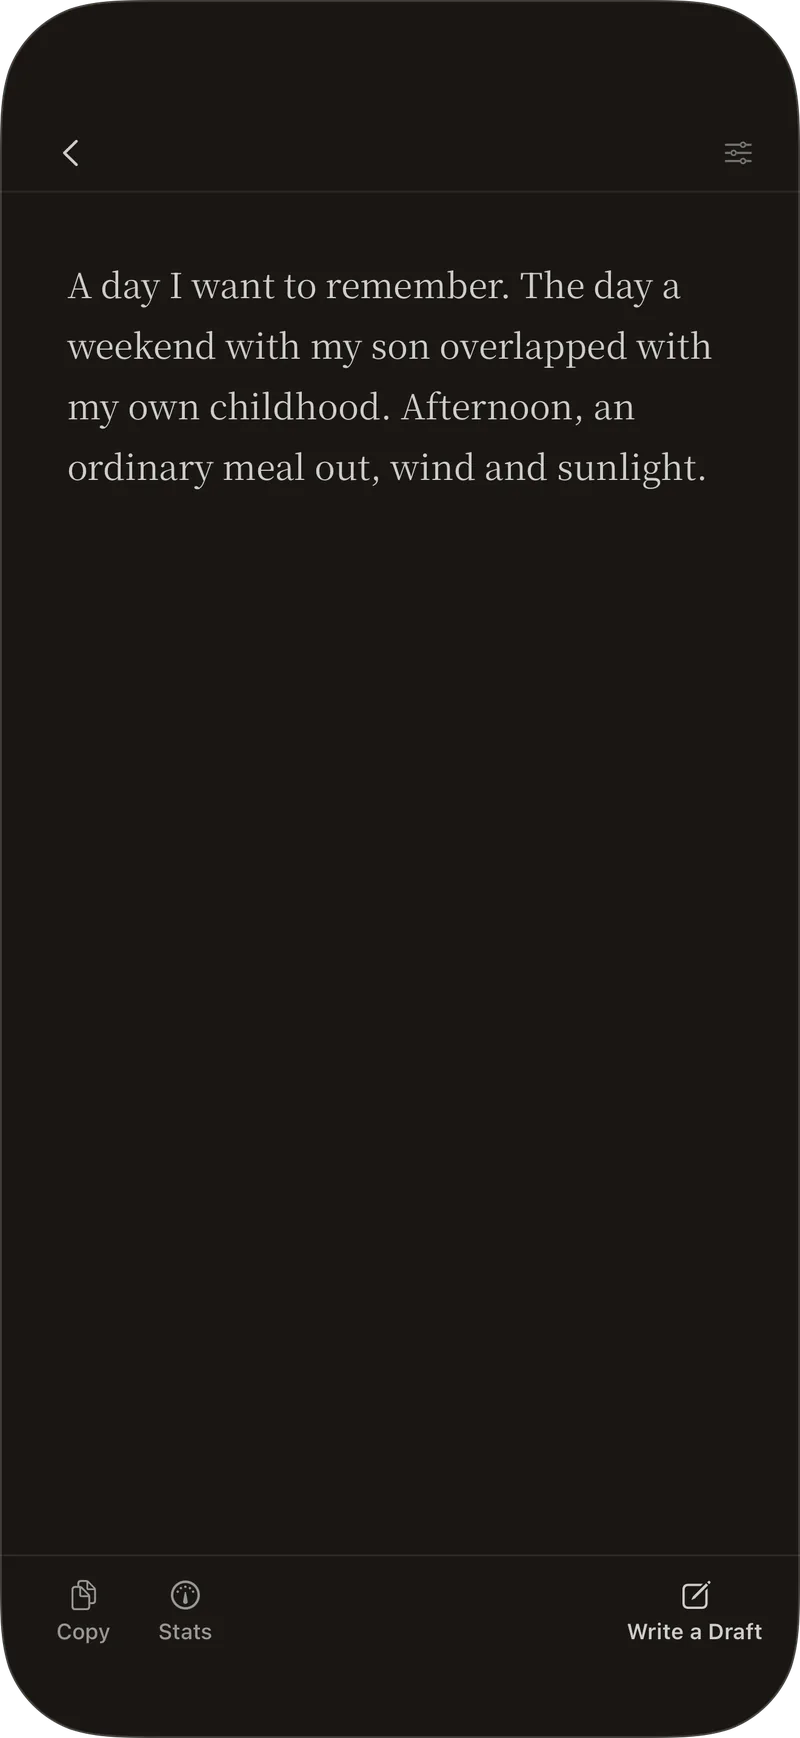 A day I want to remember. The day a
weekend with my son overlapped with
my own childhood. Afternoon, an
ordinary meal out, wind and sunlight.
Copy
Stats
Write a Draft